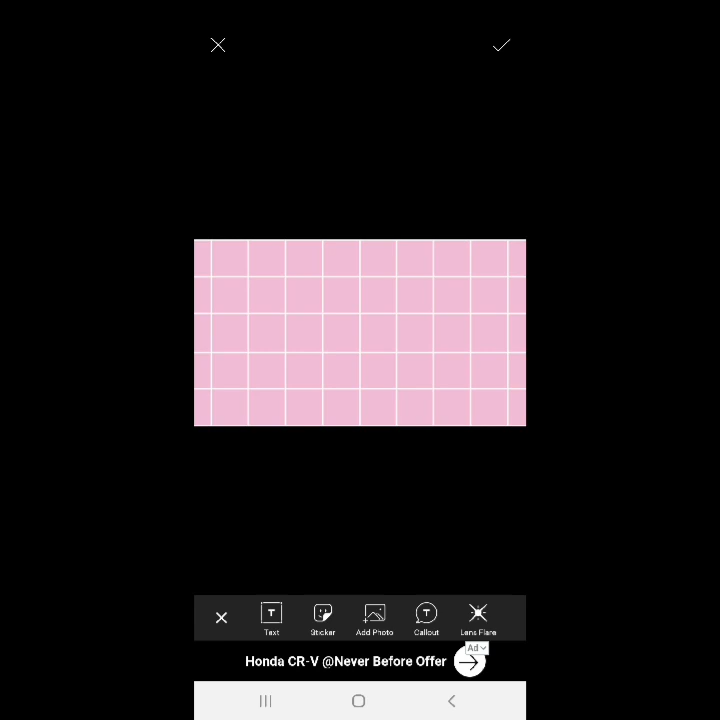 T T
Text Sticker Add Photo Callout Lens Flare
Ad
Honda CR-V @Never Before Offer